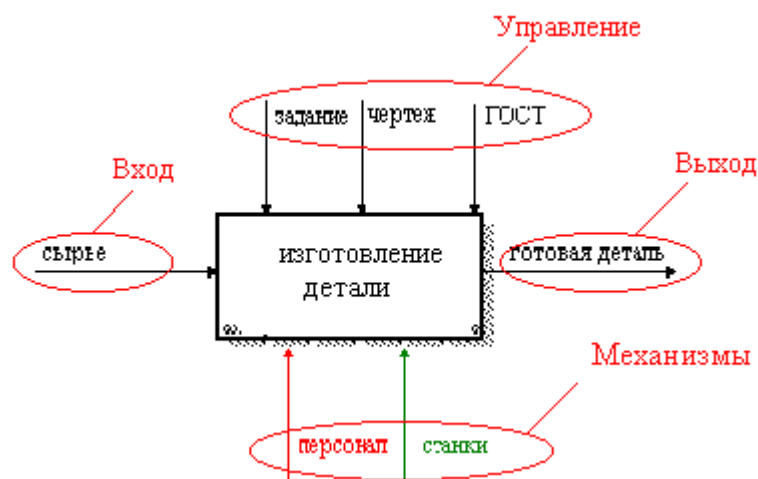 Управление
задание
чертеж
ГОСТ
Вход
Выход
сырье
изготовление
детали
готовая деталь
Механизмы
персонал
станки